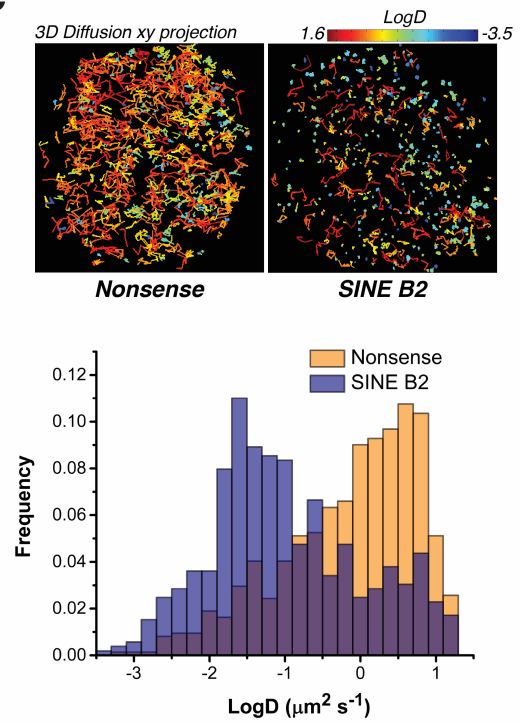 3D Diffusion xy projection
LogD
1.6 -3.5
Nonsense SINE B2
Nonsense
SINE B2
0.12
0.10
0.08
0.06
0.04
0.02
0.00
Frequency
-3 -2 -1 0 1
LogD (μm² s⁻¹)